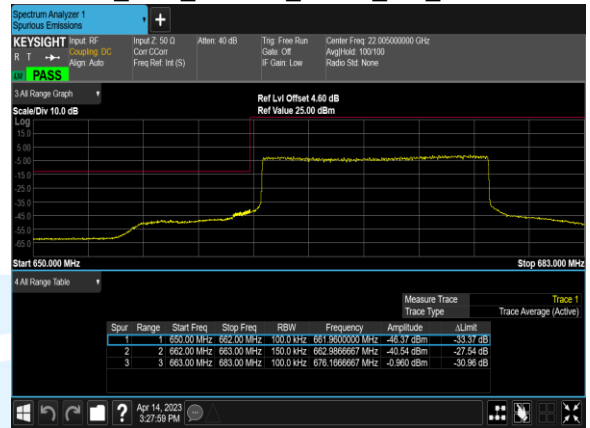 Spectrum Analyzer 1
Spurious Emissions
KEYSIGHT Input: RF Input Z: 50 Ω Atten: 40 dB Trig: Free Run Center Freq: 22.005000000 GHz
R T Coupling: DC Corr CCorr Gate: Off Avg|Hold: 100/100
Align: Auto Freq Ref: Int (S) IF Gain: Low Radio Std: None
PASS
3 All Range Graph
Ref Lvl Offset 4.60 dB
Scale/Div 10.0 dB Ref Value 25.00 dBm
Log
15.0
5.00
-5.00
-15.0
-25.0
-35.0
-45.0
-55.0
-65.0
Start 650.000 MHz Stop 683.000 MHz
4 All Range Table
Measure Trace Trace 1
Trace Type Trace Average (Active)
Spur Range Start Freq Stop Freq RBW Frequency Amplitude ΔLimit
1 1 650.00 MHz 662.00 MHz 100.0 kHz 661.9600000 MHz -46.37 dBm -33.37 dB
2 2 662.00 MHz 663.00 MHz 150.0 kHz 662.9866667 MHz -40.54 dBm -27.54 dB
3 3 663.00 MHz 683.00 MHz 100.0 kHz 676.1666667 MHz -0.960 dBm -30.96 dB
? Apr 14, 2023
3:27:59 PM